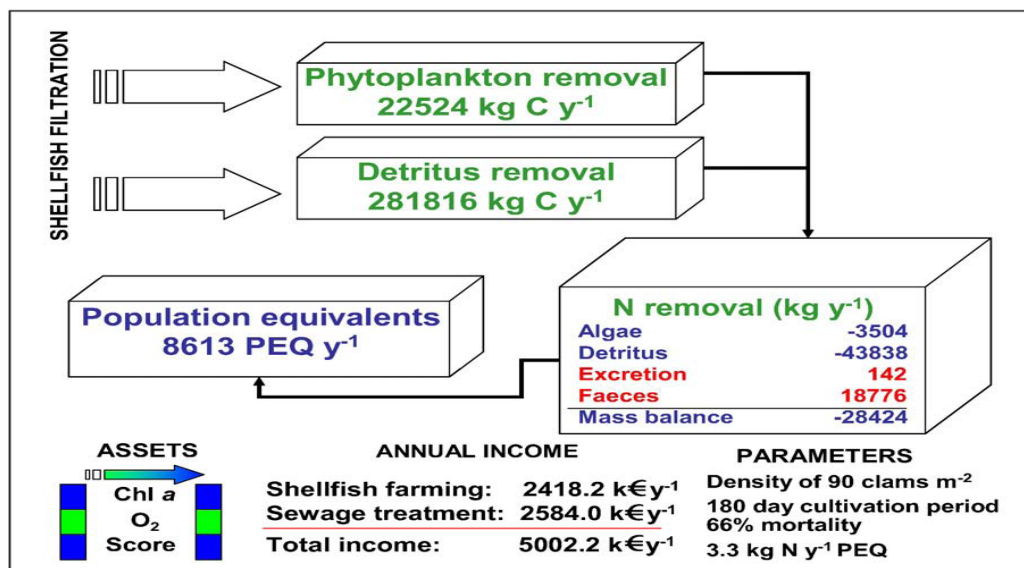 SHELLFISH FILTRATION
Phytoplankton removal
22524 kg C y-1
Detritus removal
281816 kg C y-1
N removal (kg y-1)
Algae -3504
Detritus -43838
Excretion 142
Faeces 18776
Mass balance -28424
Population equivalents
8613 PEQ y-1
ASSETS
Chl a
O2
Score
ANNUAL INCOME
Shellfish farming: 2418.2 k€y-1
Sewage treatment: 2584.0 k€y-1
Total income: 5002.2 k€y-1
PARAMETERS
Density of 90 clams m-2
180 day cultivation period
66% mortality
3.3 kg N y-1 PEQ